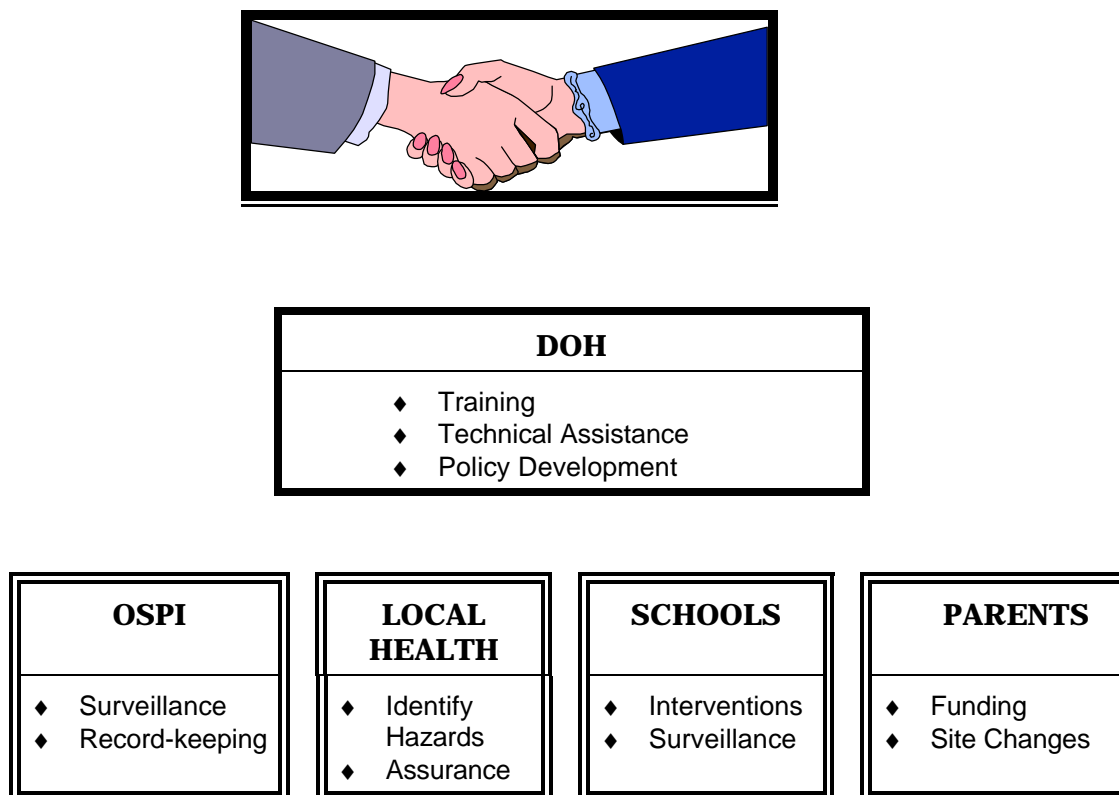 DOH
♦ Training
♦ Technical Assistance
♦ Policy Development
OSPI
♦ Surveillance
♦ Record-keeping
LOCAL
HEALTH
♦ Identify
Hazards
♦ Assurance
SCHOOLS
♦ Interventions
♦ Surveillance
PARENTS
♦ Funding
♦ Site Changes